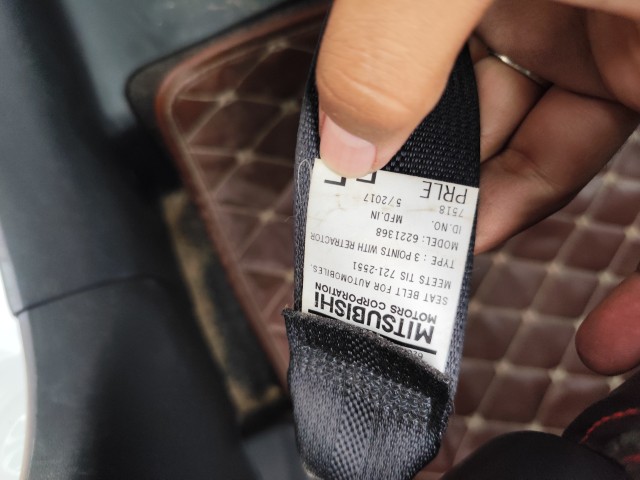 MITSUBISHI
MOTORS CORPORATION
SEAT BELT FOR AUTOMOBILES.
MEETS TIS 721-2551
TYPE : 3 POINTS WITH RETRACTOR
MODEL: 6221368
ID.NO. MFD.IN
7518 5/2017
PRLE